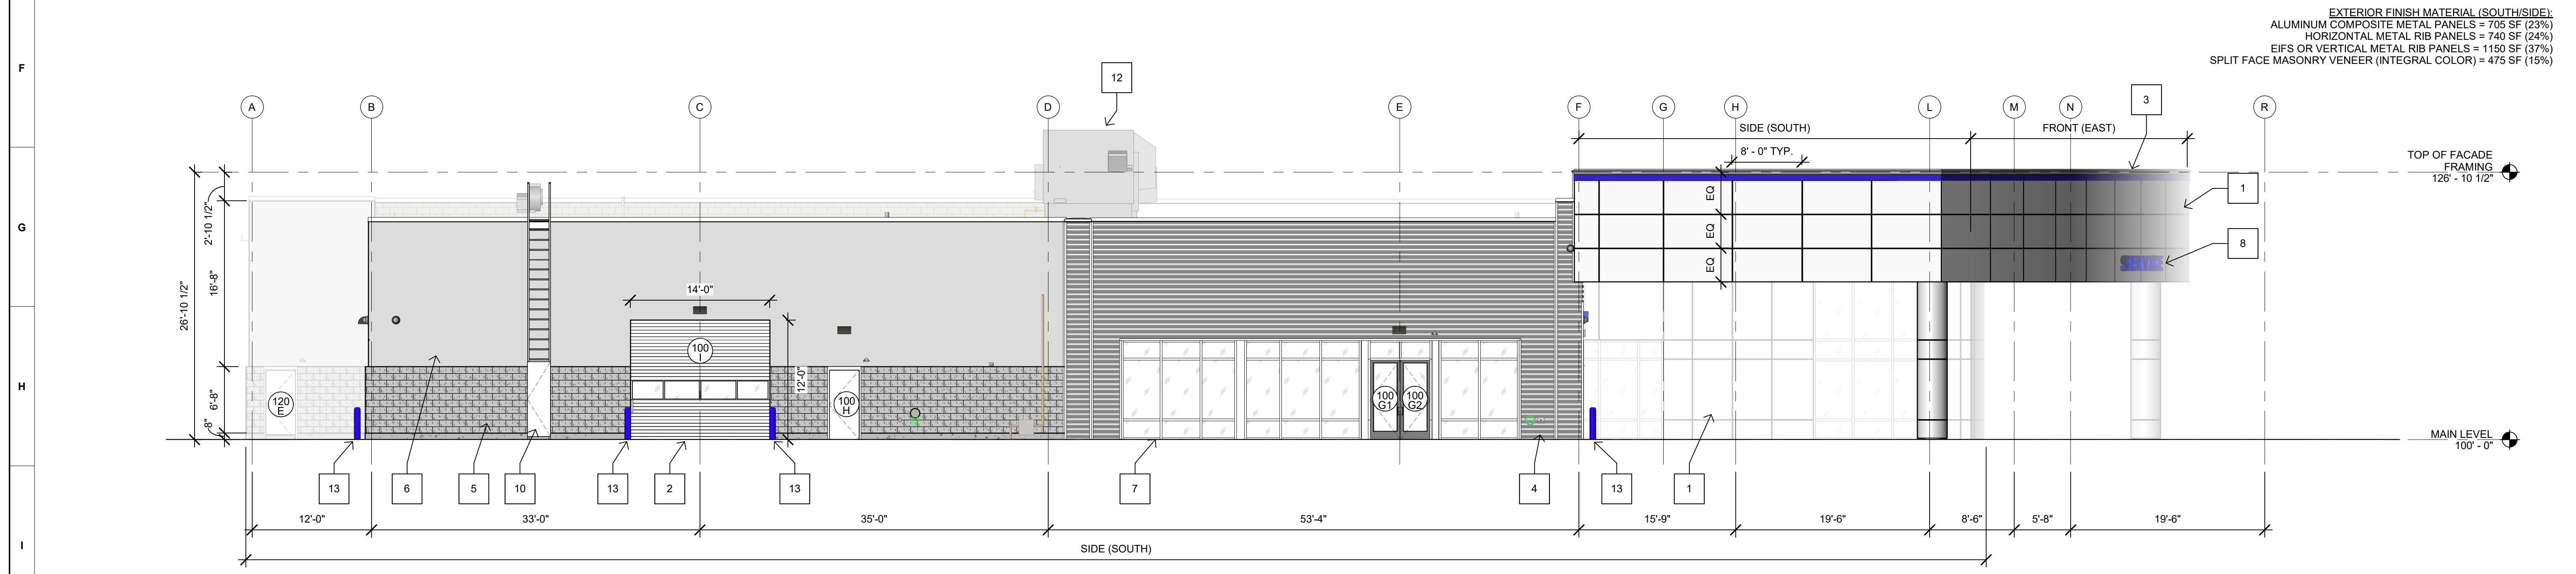 EXTERIOR FINISH MATERIAL (SOUTH/SIDE):
ALUMINUM COMPOSITE METAL PANELS = 705 SF (23%)
HORIZONTAL METAL RIB PANELS = 740 SF (24%)
EIFS OR VERTICAL METAL RIB PANELS = 1150 SF (37%)
SPLIT FACE MASONRY VENEER (INTEGRAL COLOR) = 475 SF (15%)
F
12
3
A
B
C
D
E
F
G
H
L
M
N
R
SIDE (SOUTH)
FRONT (EAST)
8' - 0" TYP.
TOP OF FACADE
FRAMING
126' - 10 1/2"
1
G
2'-10 1/2"
EQ
EQ
EQ
8
SERVICE
26'-10 1/2"
16'-8"
14'-0"
100
I
12'-0"
H
6'-8"
8"
120
E
100
H
100
G1
100
G2
MAIN LEVEL
100' - 0"
13
6
5
10
13
2
13
7
4
13
1
12'-0"
33'-0"
35'-0"
53'-4"
15'-9"
19'-6"
8'-6"
5'-8"
19'-6"
I
SIDE (SOUTH)